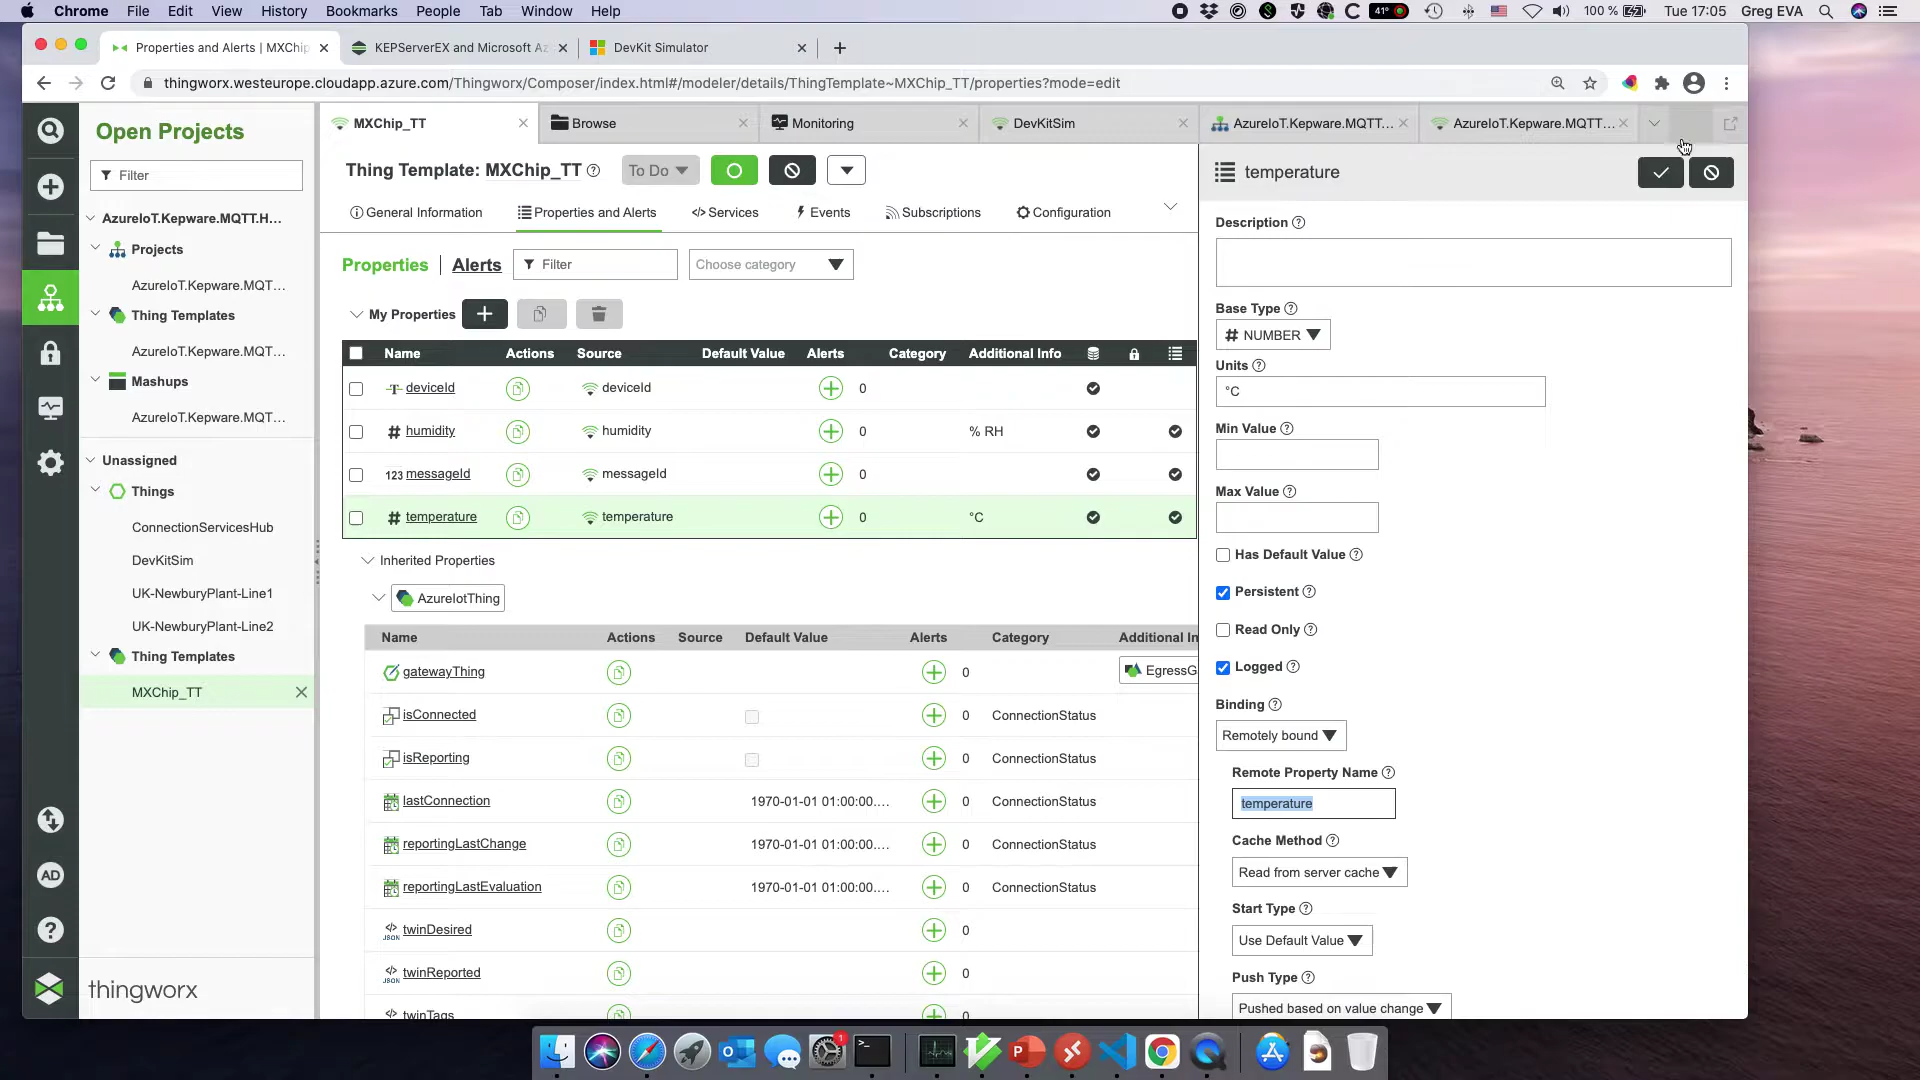 Chrome File Edit View History Bookmarks People Tab Window Help 41° 100 % Tue 17:05 Greg EVA
Properties and Alerts | MXChip KEPServerEX and Microsoft Az DevKit Simulator
thingworx.westeurope.cloudapp.azure.com/Thingworx/Composer/index.html#/modeler/details/ThingTemplate~MXChip_TT/properties?mode=edit
Open Projects
Filter
AzureIoT.Kepware.MQTT.H...
Projects
AzureIoT.Kepware.MQT...
Thing Templates
AzureIoT.Kepware.MQT...
Mashups
AzureIoT.Kepware.MQT...
Unassigned
Things
ConnectionServicesHub
DevKitSim
UK-NewburyPlant-Line1
UK-NewburyPlant-Line2
Thing Templates
MXChip_TT
AD
thingworx
MXChip_TT Browse Monitoring DevKitSim AzureIoT.Kepware.MQTT... AzureIoT.Kepware.MQTT...
Thing Template: MXChip_TT To Do
General Information Properties and Alerts Services Events Subscriptions Configuration
Properties Alerts Filter Choose category
My Properties
Name Actions Source Default Value Alerts Category Additional Info
deviceId deviceId 0
humidity humidity 0 % RH
123 messageId messageId 0
temperature temperature 0 °C
Inherited Properties
AzureIotThing
Name Actions Source Default Value Alerts Category Additional In
gatewayThing 0 EgressG
isConnected 0 ConnectionStatus
isReporting 0 ConnectionStatus
lastConnection 1970-01-01 01:00:00.... 0 ConnectionStatus
reportingLastChange 1970-01-01 01:00:00.... 0 ConnectionStatus
reportingLastEvaluation 1970-01-01 01:00:00.... 0 ConnectionStatus
JSON twinDesired 0
JSON twinReported 0
twinTags 0
temperature
Description
Base Type
# NUMBER
Units
°C
Min Value
Max Value
Has Default Value
Persistent
Read Only
Logged
Binding
Remotely bound
Remote Property Name
temperature
Cache Method
Read from server cache
Start Type
Use Default Value
Push Type
Pushed based on value change
1